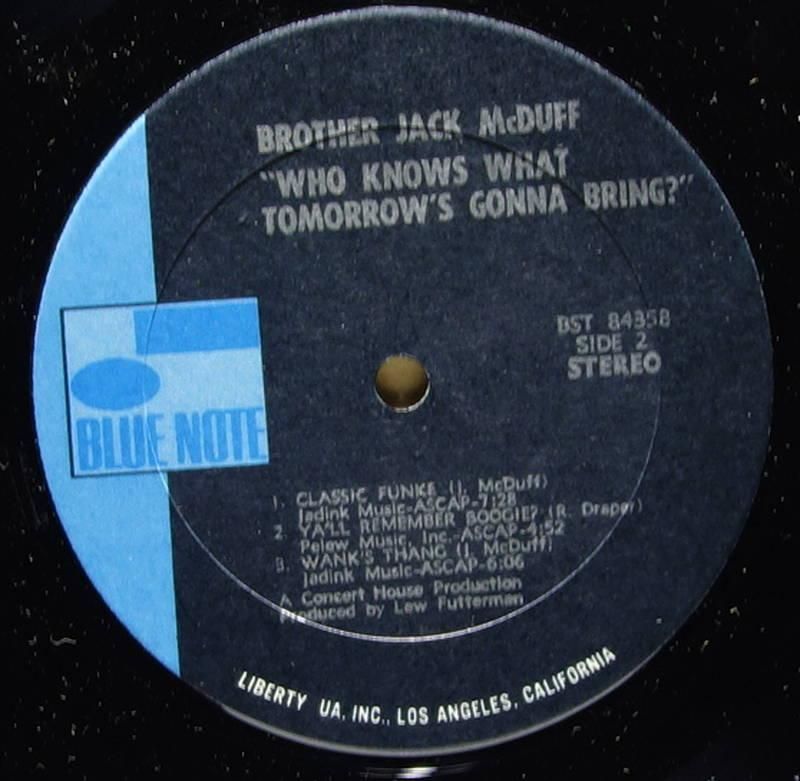 BROTHER JACK McDUFF
"WHO KNOWS WHAT
TOMORROW'S GONNA BRING?"
BST 84358
SIDE 2
STEREO
BLUE NOTE
1. CLASSIC FUNKE (J. McDuff)
Jadink Music-ASCAP-7:28
2. YA'LL REMEMBER BOOGIE? (R. Draper)
Pelew Music, Inc.-ASCAP-4:52
3. WANK'S THANG (J. McDuff)
Jadink Music-ASCAP-6:06
A Concert House Production
Produced by Lew Futterman
LIBERTY UA, INC., LOS ANGELES, CALIFORNIA